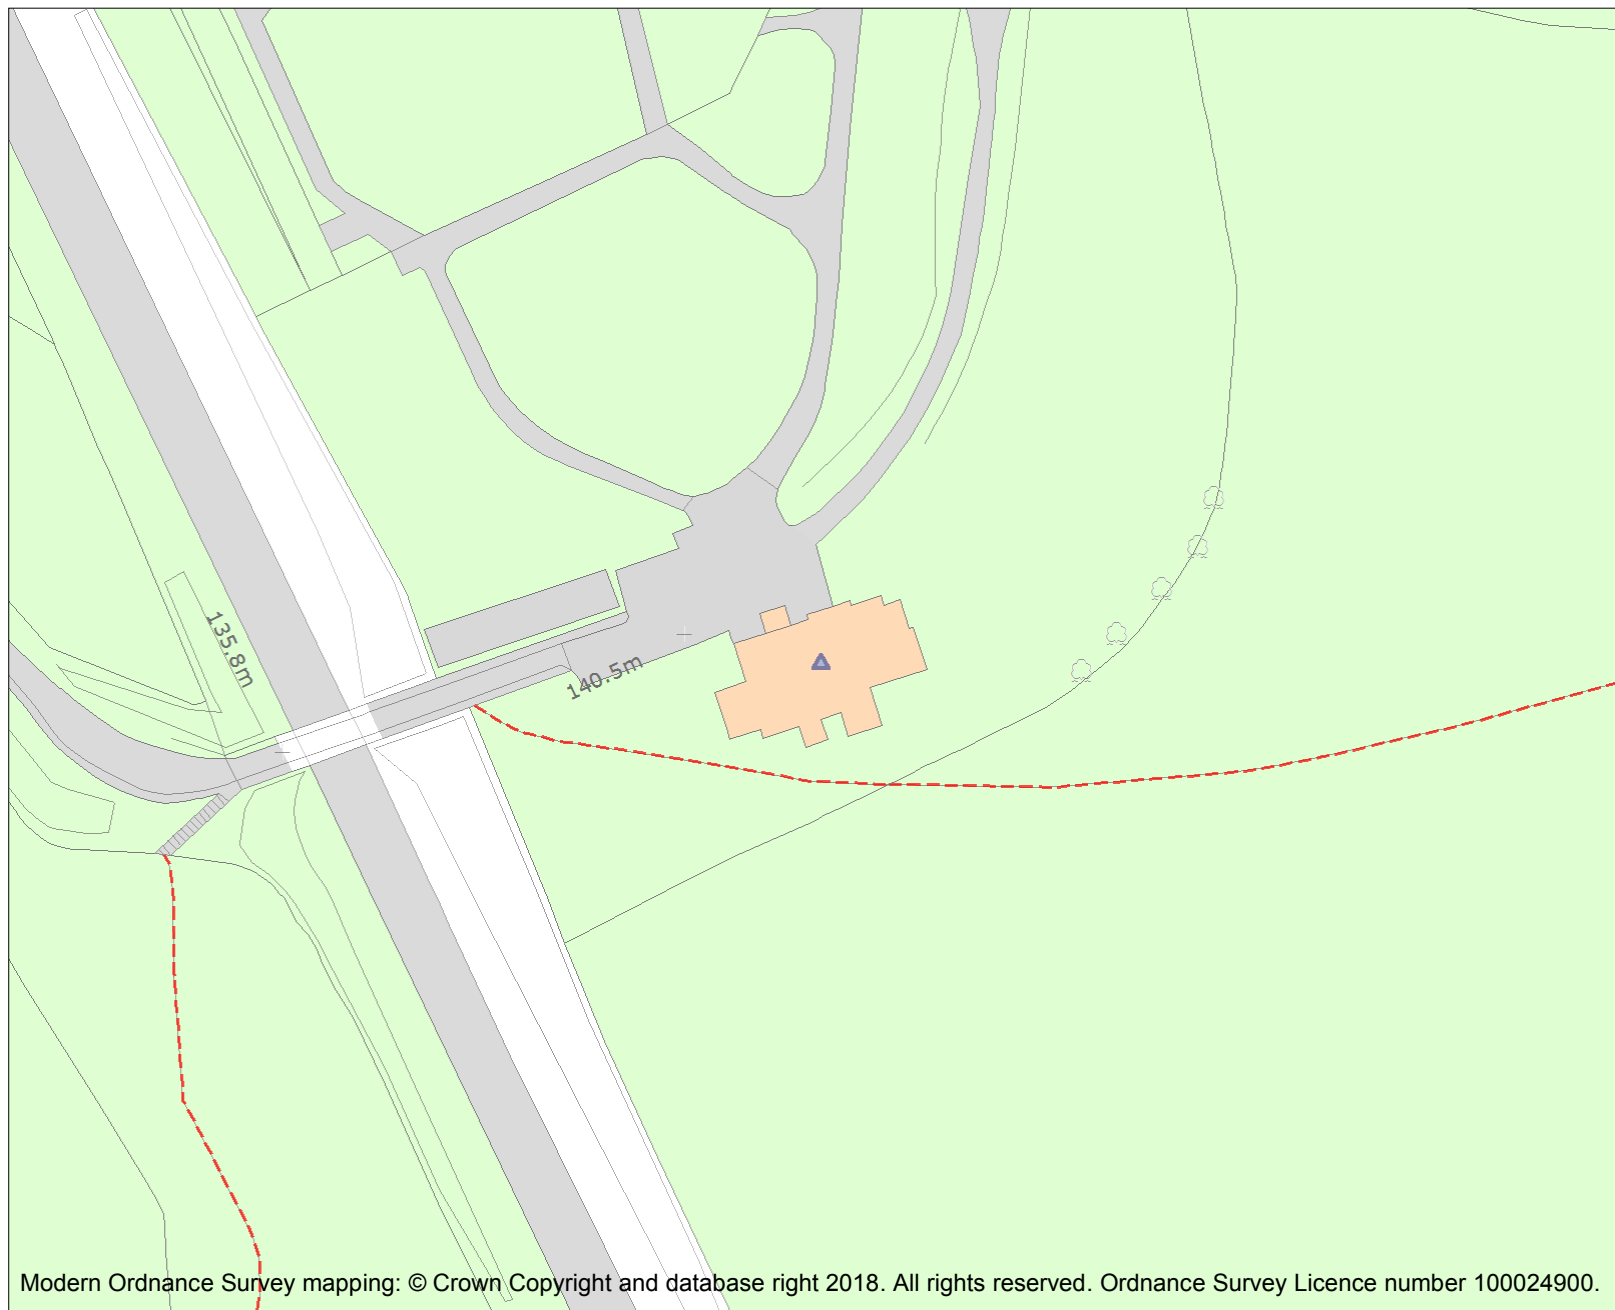 135.8m
140.5m
Modern Ordnance Survey mapping: © Crown Copyright and database right 2018. All rights reserved. Ordnance Survey Licence number 100024900.